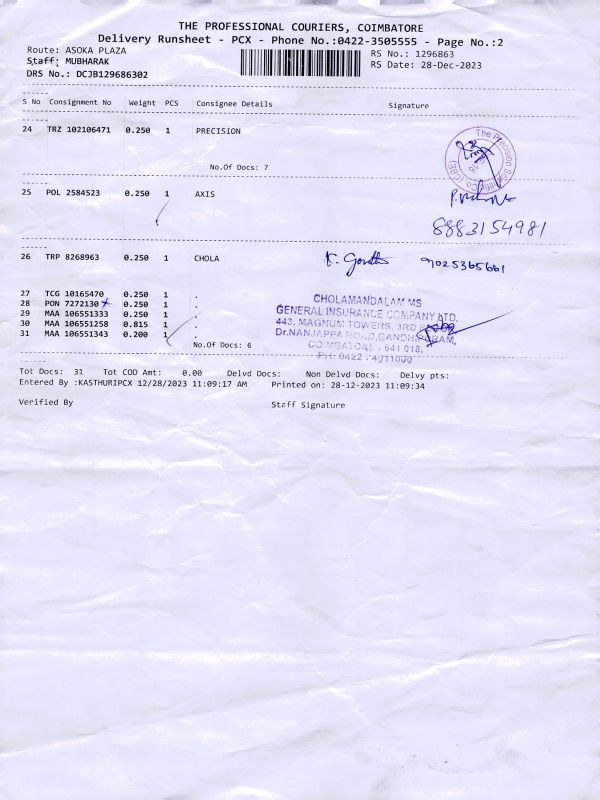 THE PROFESSIONAL COURIERS, COIMBATORE
Delivery Runsheet - PCX - Phone No.:0422-3505555 - Page No.:2
Route: ASOKA PLAZA
RS No.: 1296863
Staff: MUBHARAK
RS Date: 28-Dec-2023
DRS No.: DCJB129686302
S No Consignment No Weight PCS Consignee Details Signature
24 TRZ 102106471 0.250 1 PRECISION
The Precision Scientific Co. (CBE)
No.Of Docs: 7
25 POL 2584523 0.250 1 AXIS
8883154981
26 TRP 8268963 0.250 1 CHOLA
9025365661
27 TCG 10165470 0.250 1 .
28 PON 7272130 0.250 1 .
29 MAA 106551333 0.250 1 .
30 MAA 106551258 0.815 1 .
31 MAA 106551343 0.200 1 .
No.Of Docs: 6
CHOLAMANDALAM MS
GENERAL INSURANCE COMPANY LTD.
443, MAGNUM TOWERS, 3RD
Dr.NANJAPPA ROAD, GANDHIPURAM,
COIMBATORE - 641 018.
PH: 0422
Tot Docs: 31 Tot COD Amt: 0.00 Delvd Docs: Non Delvd Docs: Delvy pts:
Entered By :KASTHURIPCX 12/28/2023 11:09:17 AM Printed on: 28-12-2023 11:09:34
Verified By Staff Signature